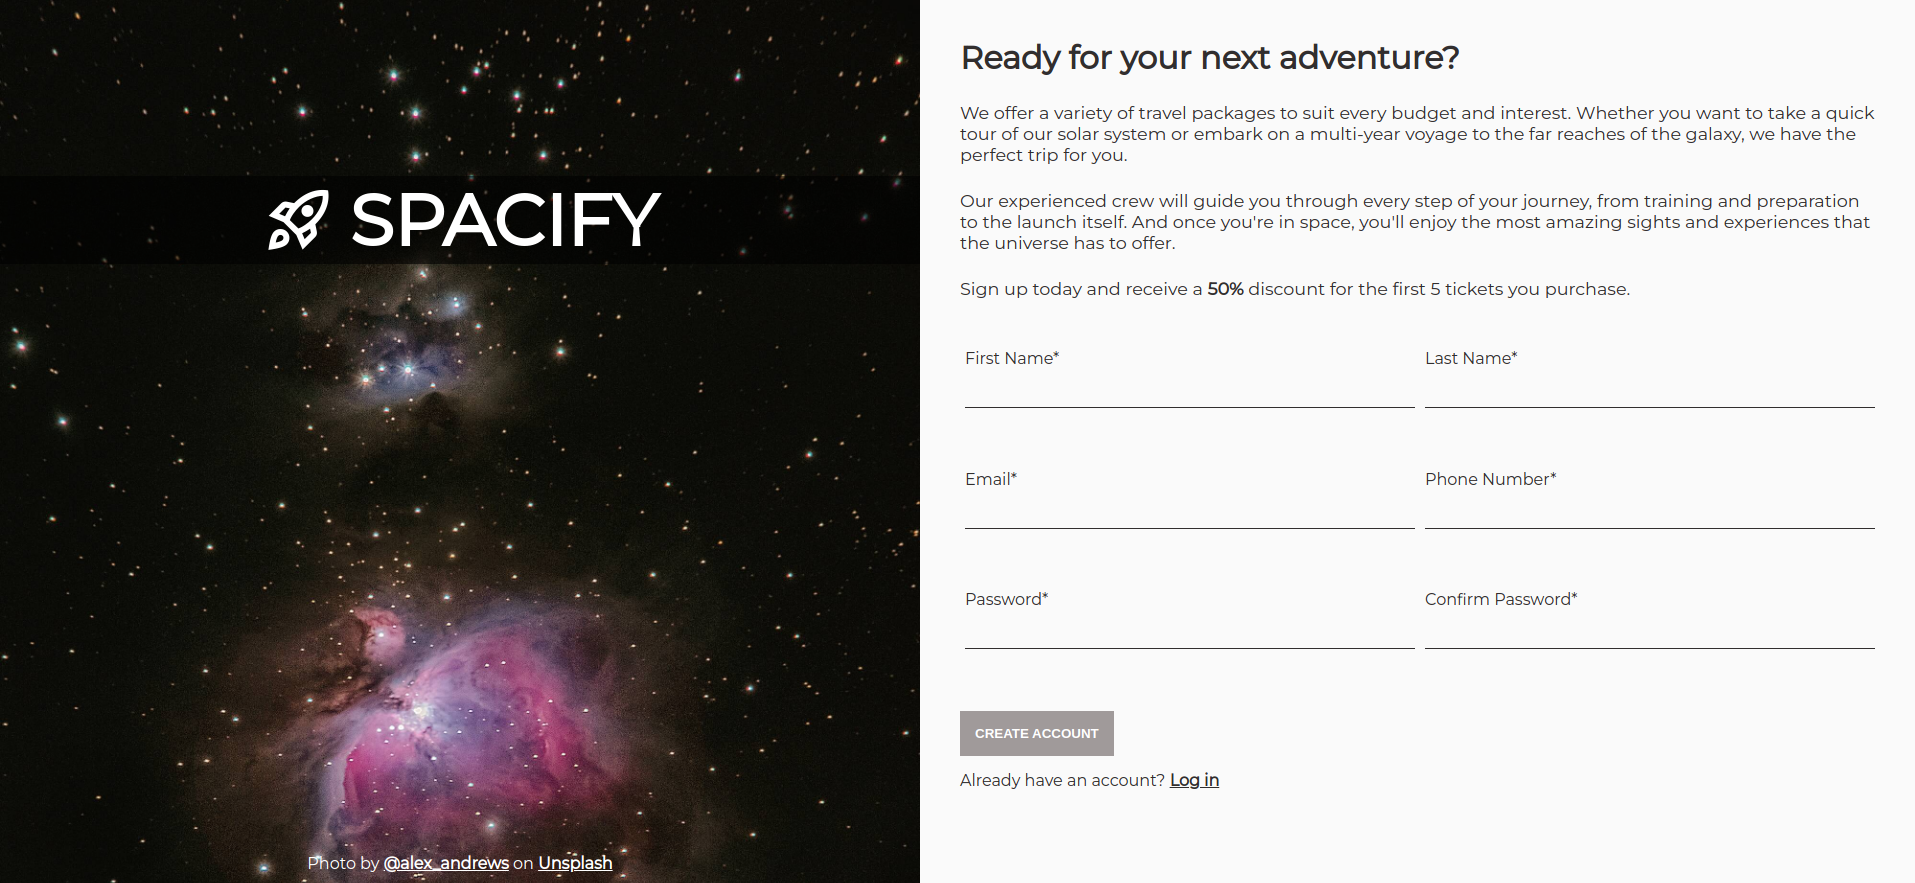 SPACIFY
Photo by @alex_andrews on Unsplash
Ready for your next adventure?
We offer a variety of travel packages to suit every budget and interest. Whether you want to take a quick
tour of our solar system or embark on a multi-year voyage to the far reaches of the galaxy, we have the
perfect trip for you.
Our experienced crew will guide you through every step of your journey, from training and preparation
to the launch itself. And once you're in space, you'll enjoy the most amazing sights and experiences that
the universe has to offer.
Sign up today and receive a 50% discount for the first 5 tickets you purchase.
First Name*
Last Name*
Email*
Phone Number*
Password*
Confirm Password*
CREATE ACCOUNT
Already have an account? Log in